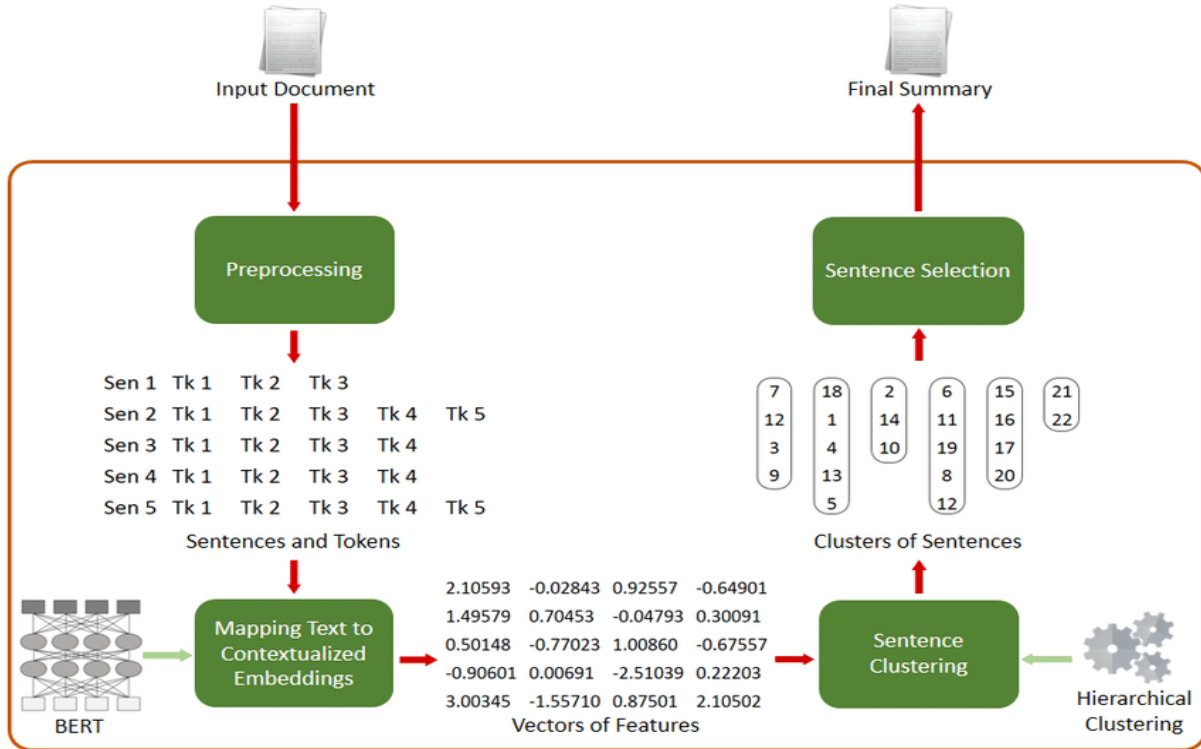 Input Document
Final Summary
Preprocessing
Sentence Selection
Sen 1 Tk 1 Tk 2 Tk 3
Sen 2 Tk 1 Tk 2 Tk 3 Tk 4 Tk 5
Sen 3 Tk 1 Tk 2 Tk 3 Tk 4
Sen 4 Tk 1 Tk 2 Tk 3 Tk 4
Sen 5 Tk 1 Tk 2 Tk 3 Tk 4 Tk 5
Sentences and Tokens
7 18 2 6 15 21
12 1 14 11 16 22
3 4 10 19 17
9 13 8 20
5 12
Clusters of Sentences
BERT
Mapping Text to
Contextualized
Embeddings
2.10593 -0.02843 0.92557 -0.64901
1.49579 0.70453 -0.04793 0.30091
0.50148 -0.77023 1.00860 -0.67557
-0.90601 0.00691 -2.51039 0.22203
3.00345 -1.55710 0.87501 2.10502
Vectors of Features
Sentence
Clustering
Hierarchical
Clustering